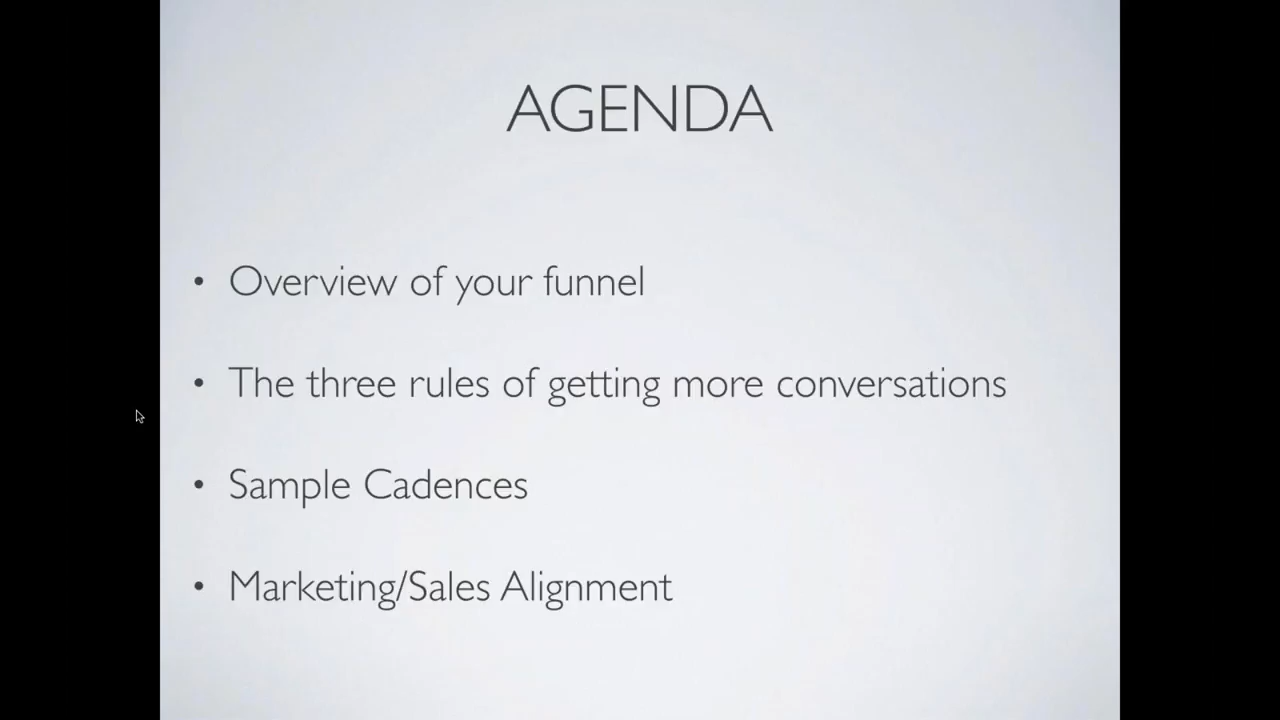 AGENDA
• Overview of your funnel
• The three rules of getting more conversations
• Sample Cadences
• Marketing/Sales Alignment